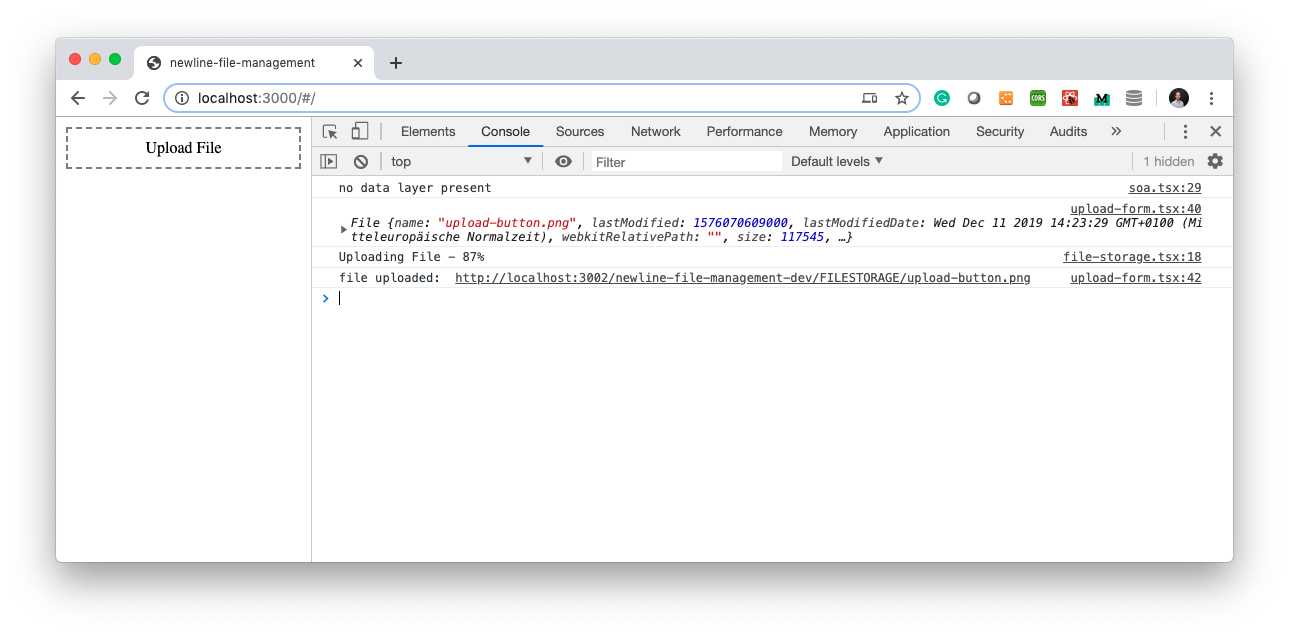 newline-file-management
localhost:3000/#/
CORS
Upload File
Elements Console Sources Network Performance Memory Application Security Audits »
top Filter Default levels ▼ 1 hidden
no data layer present soa.tsx:29
upload-form.tsx:40
File {name: "upload-button.png", lastModified: 1576070609000, lastModifiedDate: Wed Dec 11 2019 14:23:29 GMT+0100 (Mi
tteleuropäische Normalzeit), webkitRelativePath: "", size: 117545, …}
Uploading File – 87% file-storage.tsx:18
file uploaded: http://localhost:3002/newline-file-management-dev/FILESTORAGE/upload-button.png upload-form.tsx:42